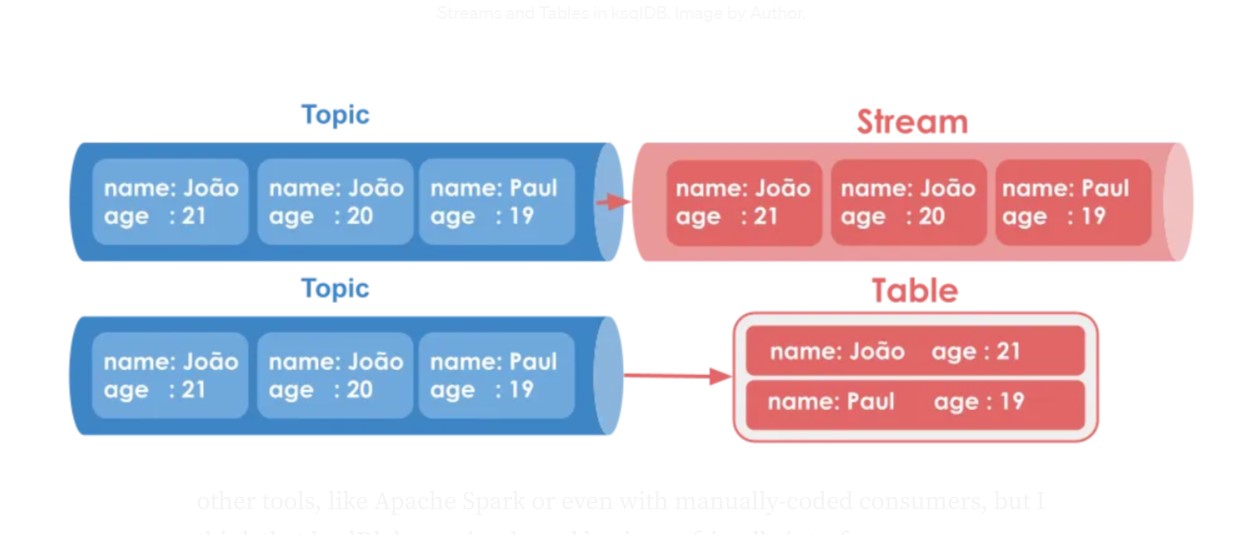 Streams and Tables in ksqlDB. Image by Author.
Topic
name: João
age : 21
name: João
age : 20
name: Paul
age : 19
Stream
name: João
age : 21
name: João
age : 20
name: Paul
age : 19
Topic
name: João
age : 21
name: João
age : 20
name: Paul
age : 19
Table
name: João age : 21
name: Paul age : 19
other tools, like Apache Spark or even with manually-coded consumers, but I